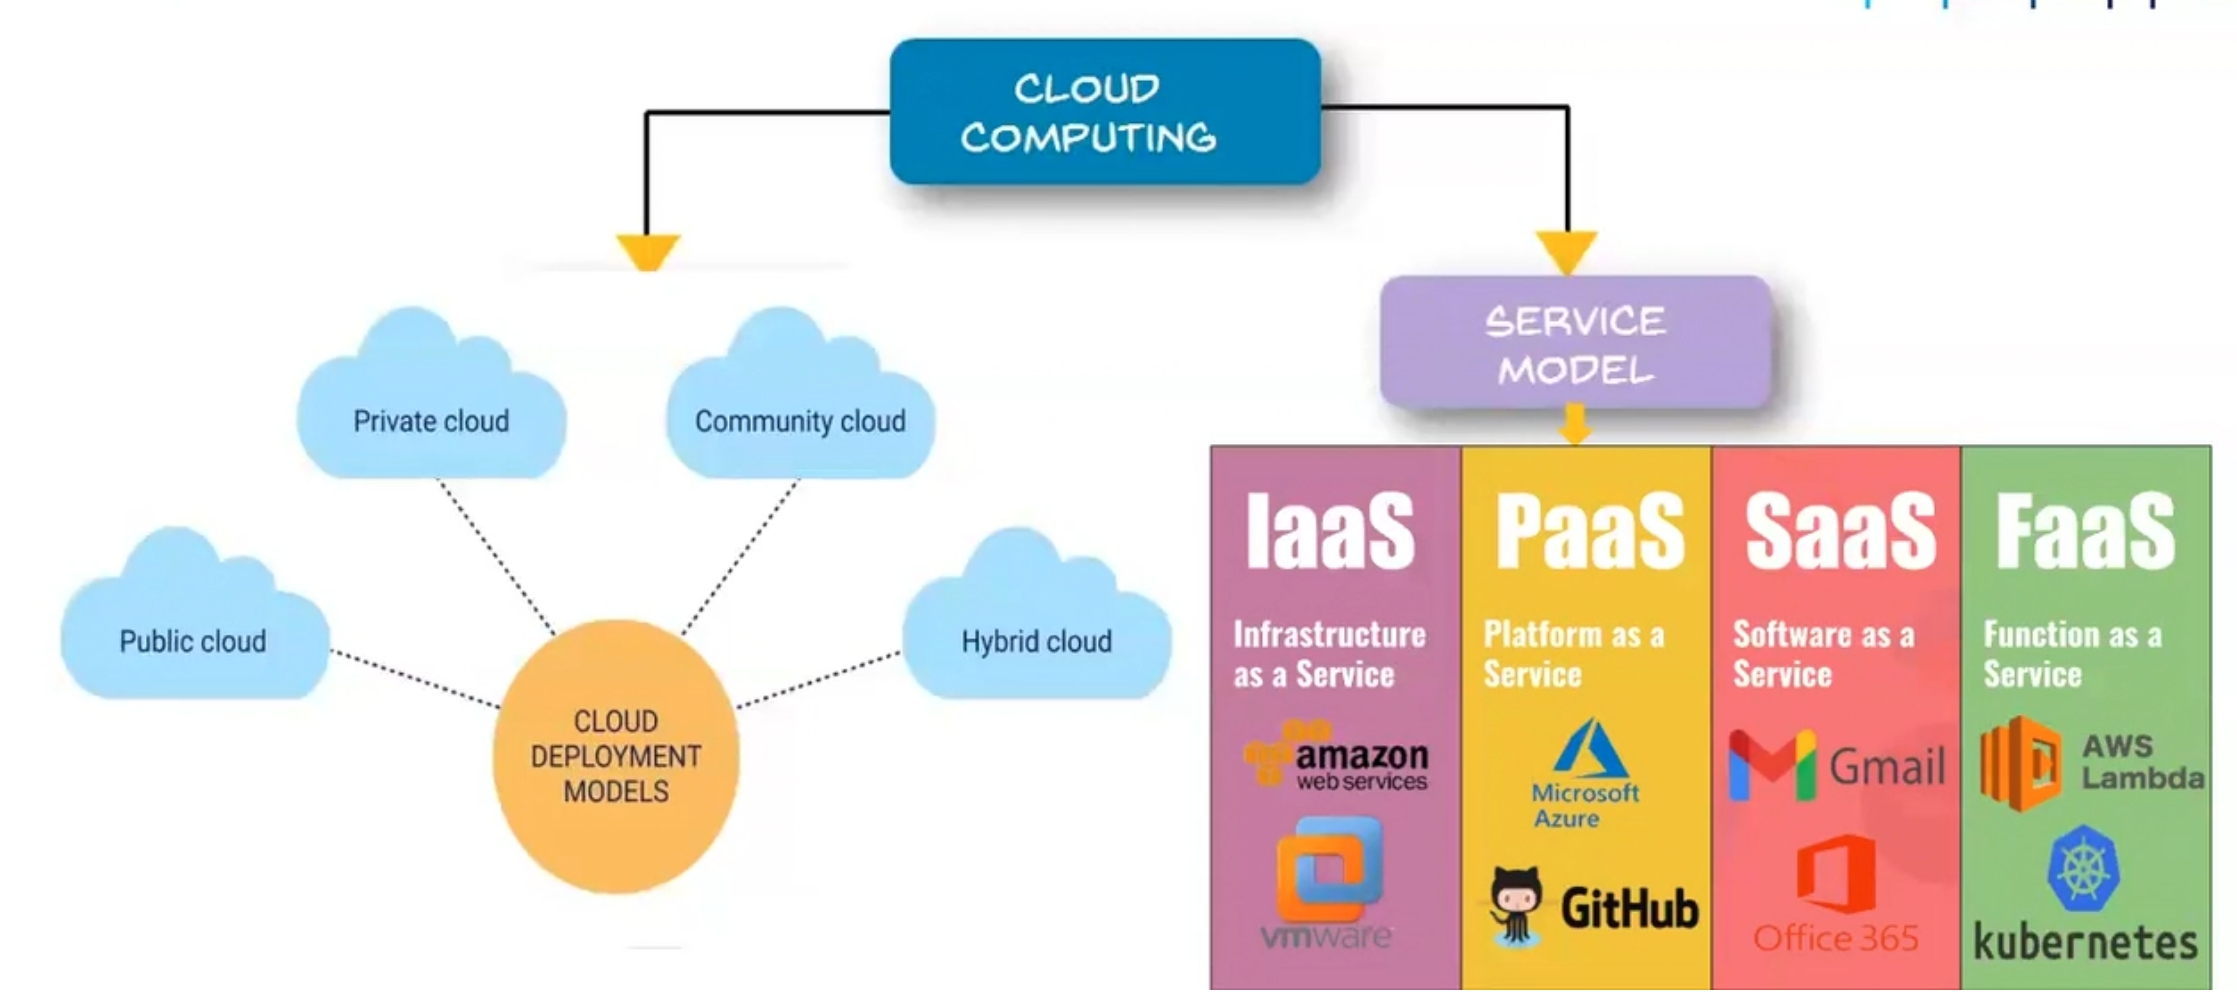 CLOUD
COMPUTING
Private cloud
Community cloud
Public cloud
Hybrid cloud
CLOUD
DEPLOYMENT
MODELS
SERVICE
MODEL
IaaS
Infrastructure
as a Service
amazon
web services
vmware
PaaS
Platform as a
Service
Microsoft
Azure
GitHub
SaaS
Software as a
Service
Gmail
Office 365
FaaS
Function as a
Service
AWS
Lambda
kubernetes